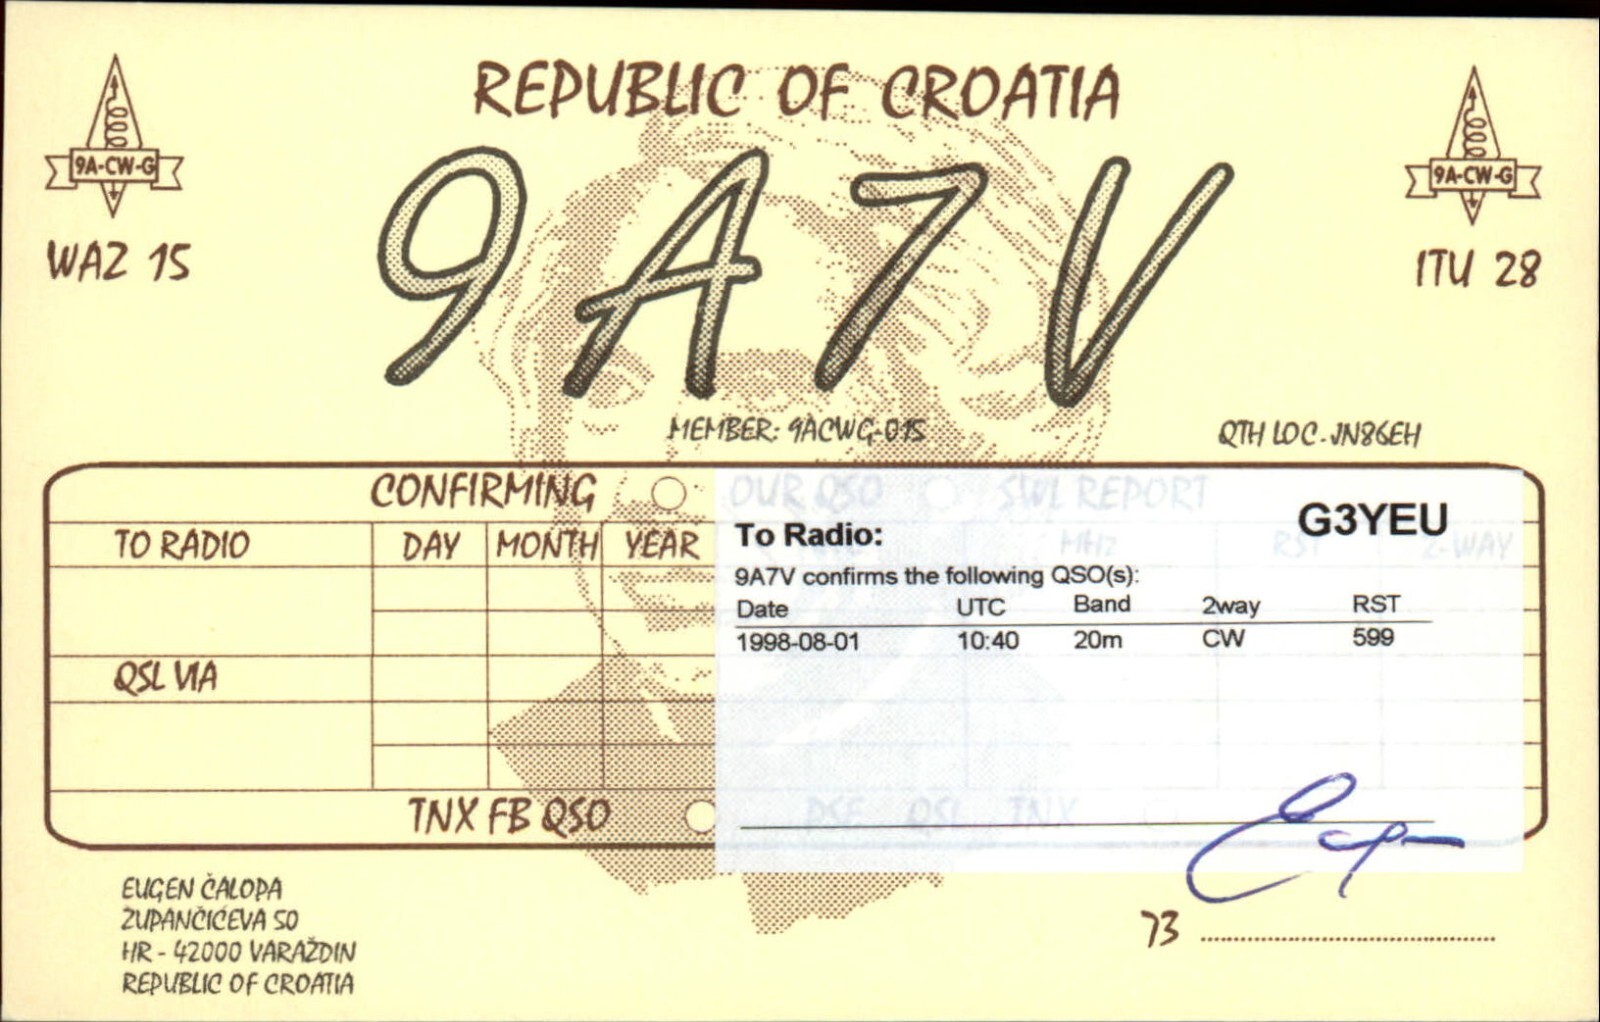 REPUBLIC OF CROATIA
9A-CW-G
9A-CW-G
9A7V
WAZ 15
ITU 28
MEMBER: 9ACWG-015
QTH LOC. JN86EH
CONFIRMING OUR QSO SWL REPORT
TO RADIO DAY MONTH YEAR MHz RST 2-WAY
To Radio: G3YEU
9A7V confirms the following QSO(s):
Date UTC Band 2way RST
1998-08-01 10:40 20m CW 599
QSL VIA
TNX FB QSO PSE QSL TNX
EUGEN ČALOPA
ZUPANČIĆEVA 50
HR - 42000 VARAŽDIN
REPUBLIC OF CROATIA
73